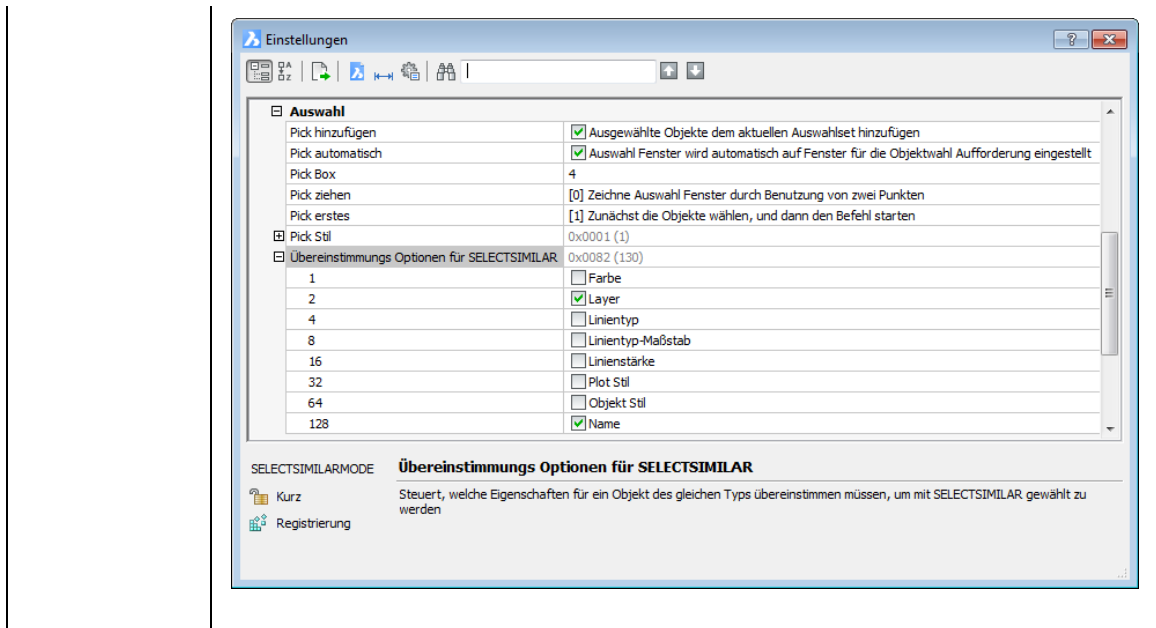 Einstellungen
Auswahl
Pick hinzufügen Ausgewählte Objekte dem aktuellen Auswahlset hinzufügen
Pick automatisch Auswahl Fenster wird automatisch auf Fenster für die Objektwahl Aufforderung eingestellt
Pick Box 4
Pick ziehen [0] Zeichne Auswahl Fenster durch Benutzung von zwei Punkten
Pick erstes [1] Zunächst die Objekte wählen, und dann den Befehl starten
Pick Stil 0x0001 (1)
Übereinstimmungs Optionen für SELECTSIMILAR 0x0082 (130)
1 Farbe
2 Layer
4 Linientyp
8 Linientyp-Maßstab
16 Linienstärke
32 Plot Stil
64 Objekt Stil
128 Name
SELECTSIMILARMODE Übereinstimmungs Optionen für SELECTSIMILAR
Kurz Steuert, welche Eigenschaften für ein Objekt des gleichen Typs übereinstimmen müssen, um mit SELECTSIMILAR gewählt zu
werden
Registrierung